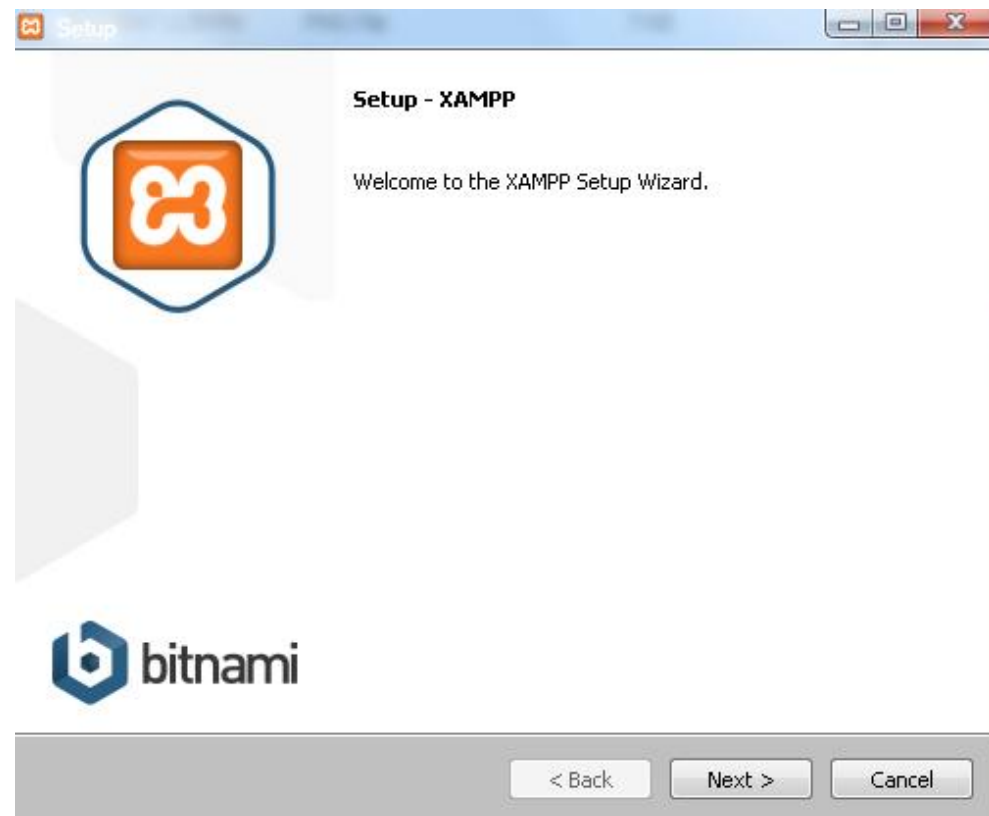 Setup
Setup - XAMPP
Welcome to the XAMPP Setup Wizard.
bitnami
< Back
Next >
Cancel